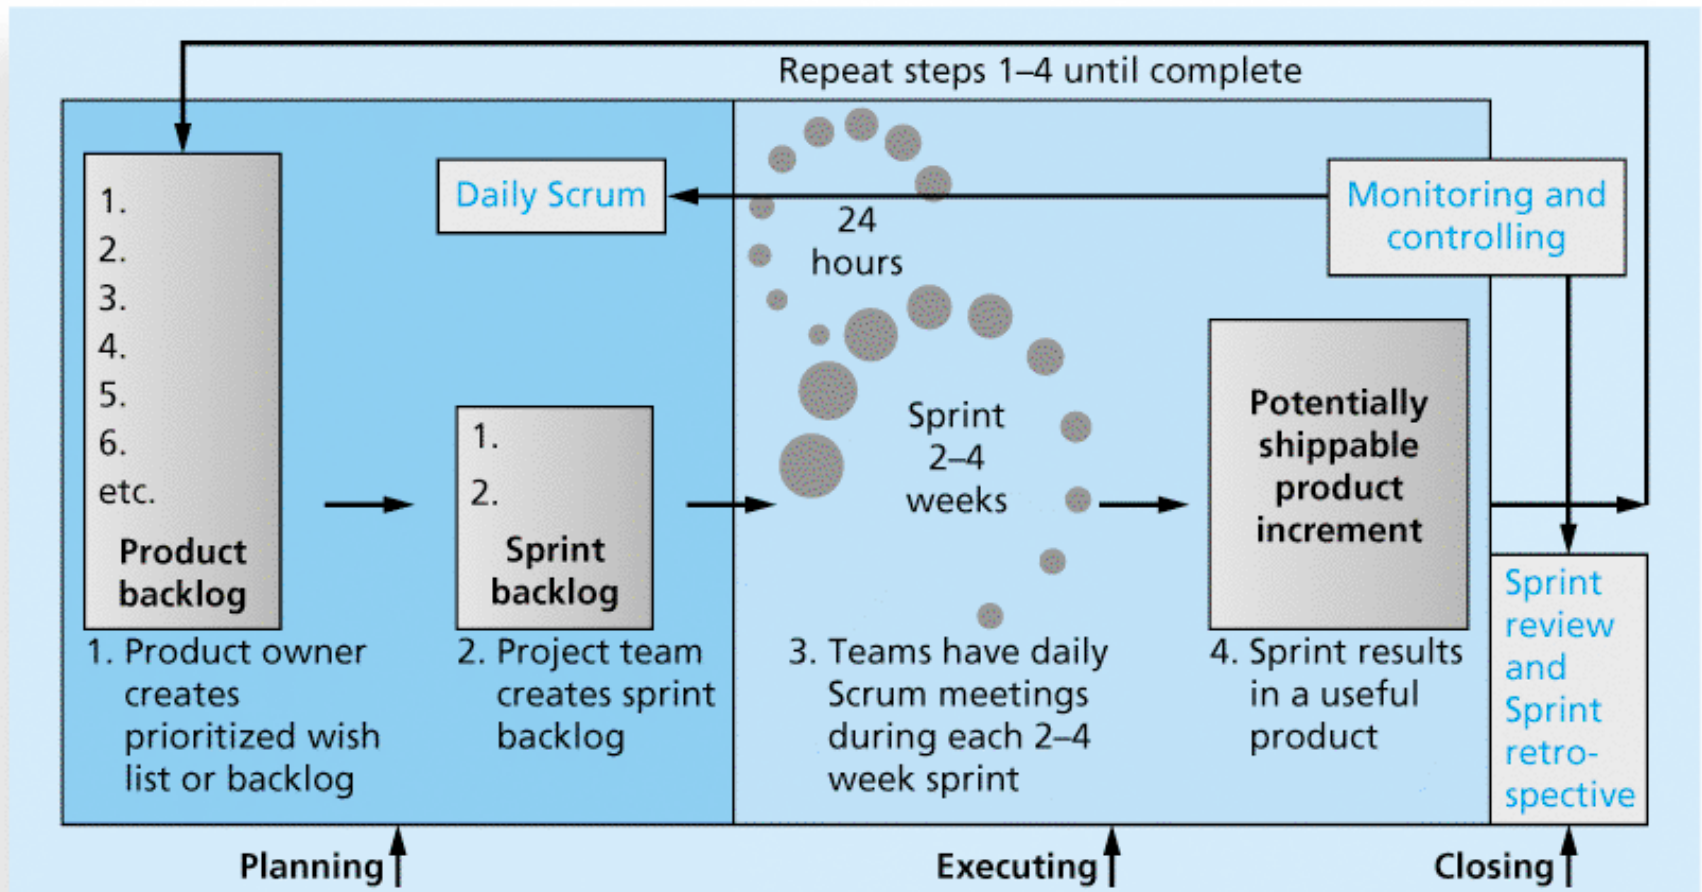 Repeat steps 1–4 until complete
1.
2.
3.
4.
5.
6.
etc.
Product
backlog
1. Product owner
creates
prioritized wish
list or backlog
Daily Scrum
1.
2.
Sprint
backlog
2. Project team
creates sprint
backlog
24
hours
Sprint
2–4
weeks
3. Teams have daily
Scrum meetings
during each 2–4
week sprint
Monitoring and
controlling
Potentially
shippable
product
increment
4. Sprint results
in a useful
product
Sprint
review
and
Sprint
retro-
spective
Planning
Executing
Closing